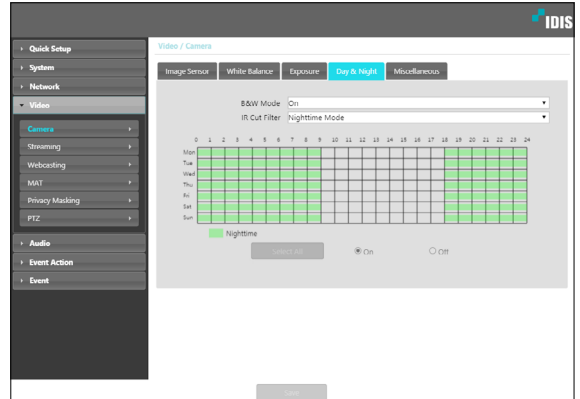 IDIS
Quick Setup
System
Network
Video
Camera
Streaming
Webcasting
MAT
Privacy Masking
PTZ
Audio
Event Action
Event
Video / Camera
Image Sensor White Balance Exposure Day & Night Miscellaneous
B&W Mode On
IR Cut Filter Nighttime Mode
0 1 2 3 4 5 6 7 8 9 10 11 12 13 14 15 16 17 18 19 20 21 22 23 24
Mon
Tue
Wed
Thu
Fri
Sat
Sun
Nighttime
Select All On Off
Save